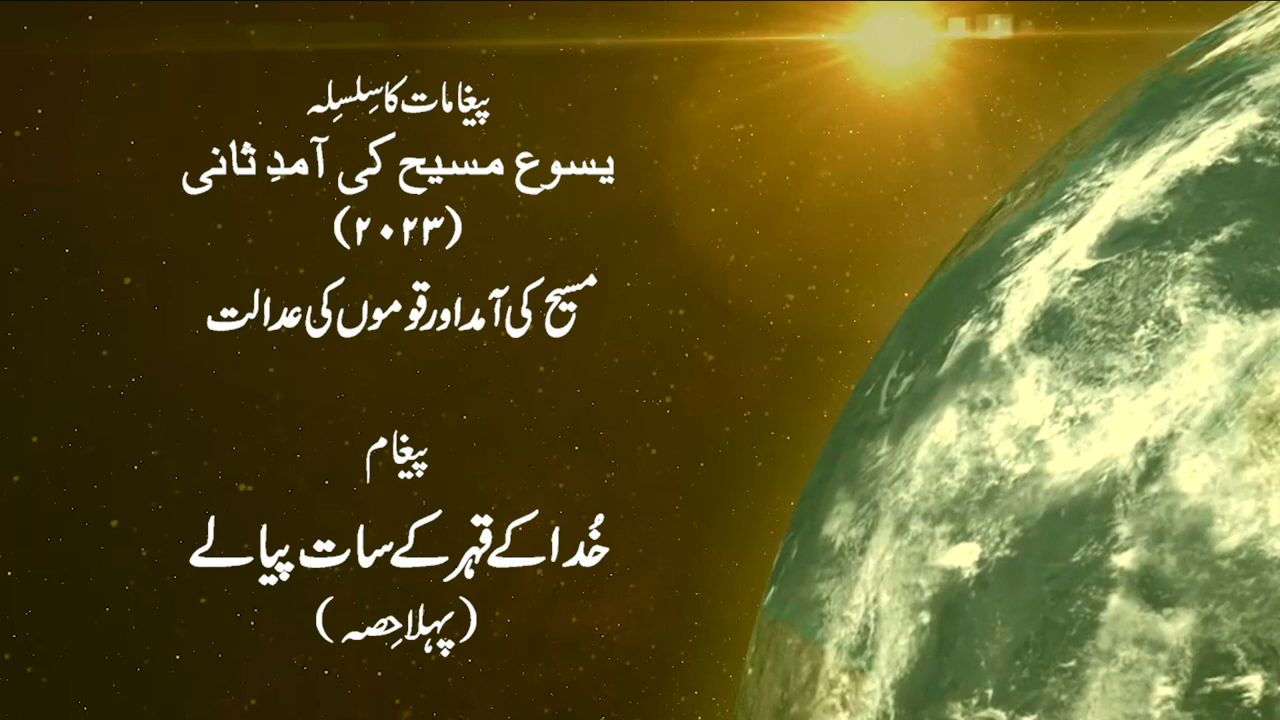 پیغامات کا سِلسِلہ
یسوع مسیح کی آمدِ ثانی
(۲۰۲۳)
مسیح کی آمد اور قوموں کی عدالت
پیغام
خُدا کے قہر کے سات پیالے
(پہلا حِصہ)